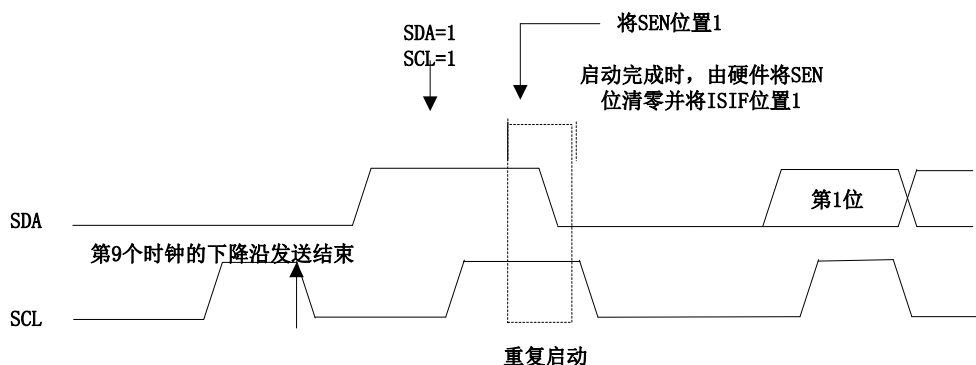 将SEN位置1
SDA=1
SCL=1
启动完成时，由硬件将SEN
位清零并将ISIF位置1
第1位
SDA
第9个时钟的下降沿发送结束
SCL
重复启动